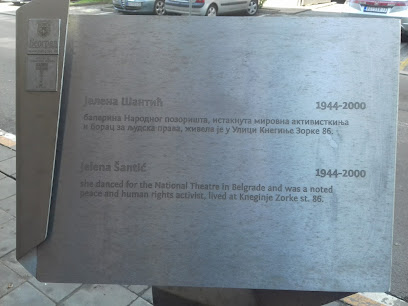 Београд
Јелена Шантић 1944-2000
балерина Народног позоришта, истакнута мировна активисткиња
и борац за људска права, живела је у Улици Кнегиње Зорке 86.
Jelena Šantić 1944-2000
she danced for the National Theatre in Belgrade and was a noted
peace and human rights activist, lived at Kneginje Zorke st. 86.